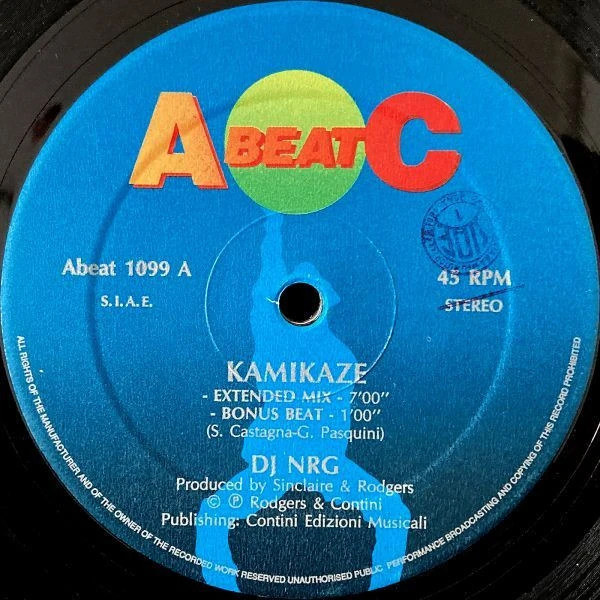 A BEAT C
Abeat 1099 A
S.I.A.E.
45 RPM
STEREO
KAMIKAZE
- EXTENDED MIX - 7'00"
- BONUS BEAT - 1'00"
(S. Castagna-G. Pasquini)
DJ NRG
Produced by Sinclaire & Rodgers
© ℗ Rodgers & Contini
Publishing: Contini Edizioni Musicali
ALL RIGHTS OF THE MANUFACTURER AND OF THE OWNER OF THE RECORDED WORK RESERVED UNAUTHORISED PUBLIC PERFORMANCE BROADCASTING AND COPYING OF THIS RECORD PROHIBITED